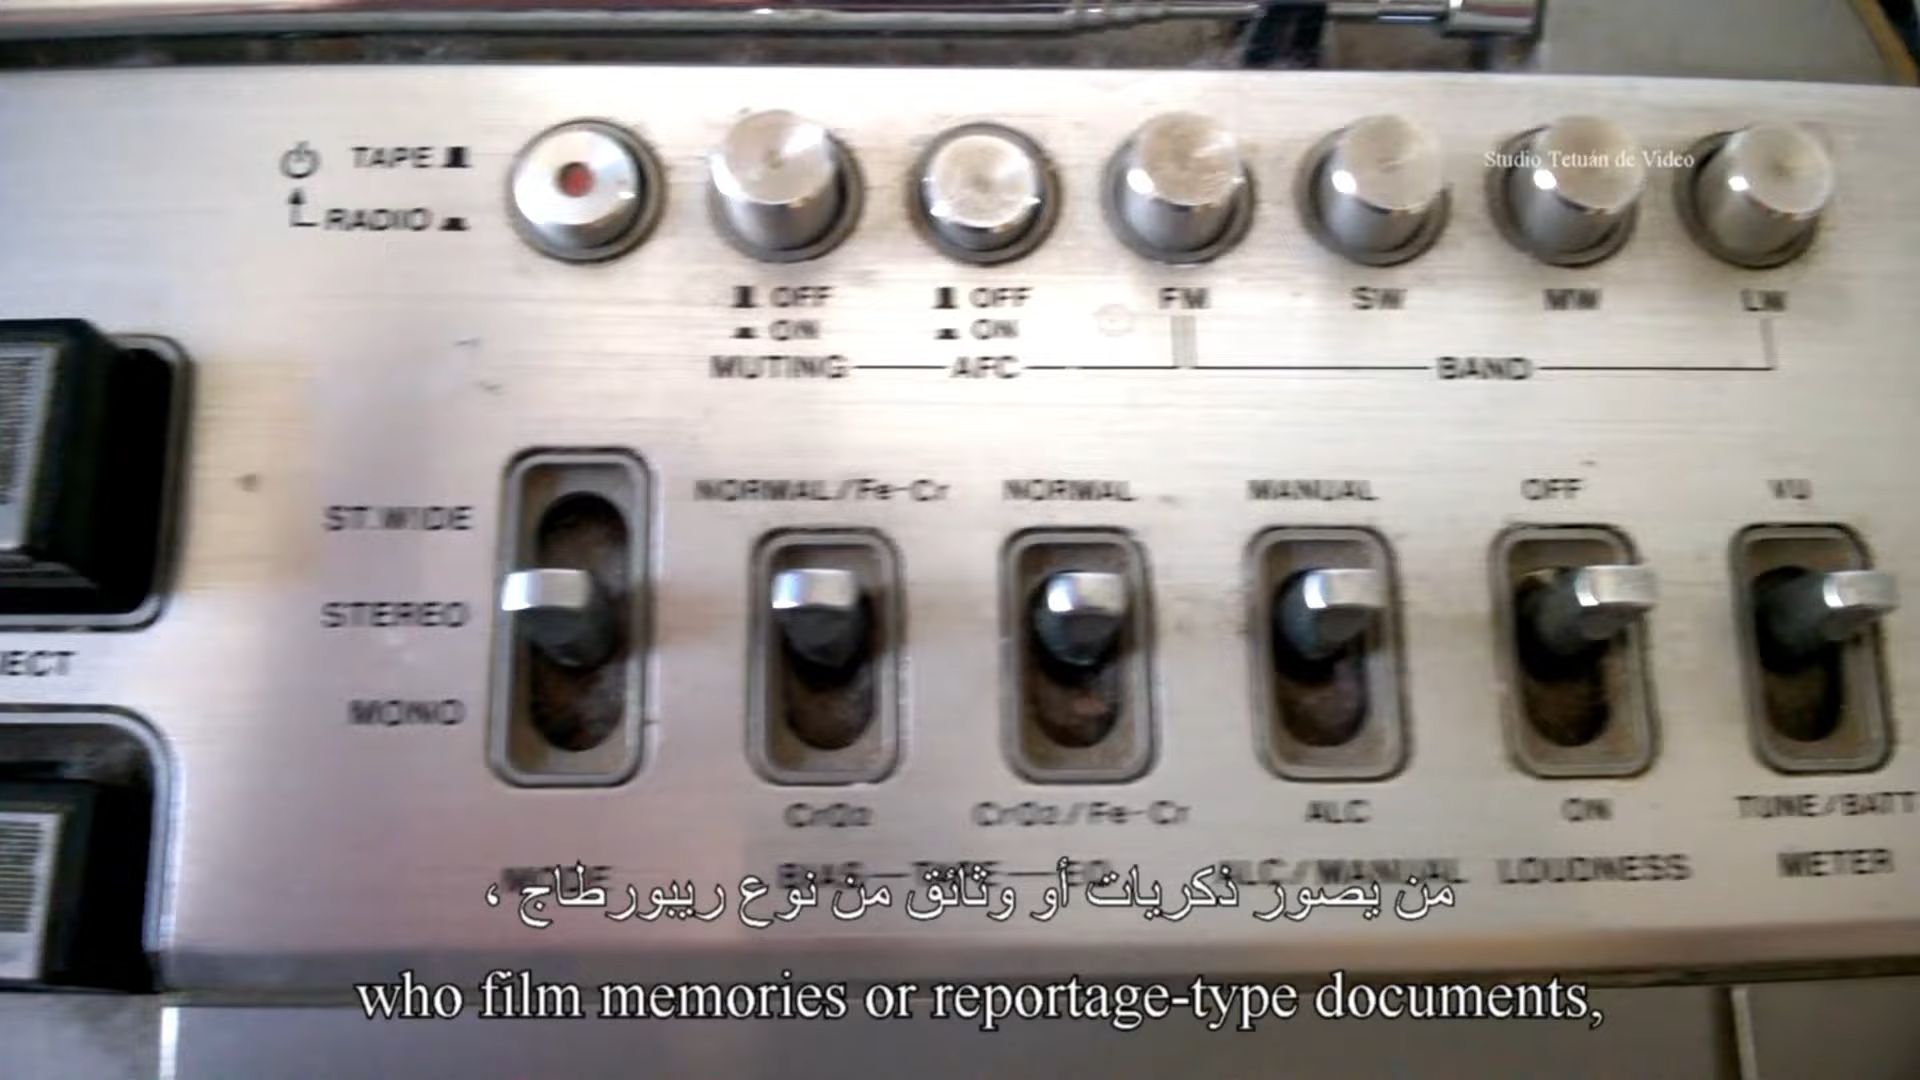 TAPE
RADIO
Studio Tetuán de Video
OFF
ON
OFF
ON
FM
SW
MW
LW
MUTING
AFC
BAND
ST.WIDE
STEREO
MONO
NORMAL/Fe-Cr
NORMAL
MANUAL
OFF
VU
CrO2
CrO2/Fe-Cr
ALC
ON
TUNE/BATT
LOUDNESS
METER
من يصور ذكريات أو وثائق من نوع ريبورطاج ،
who film memories or reportage-type documents,